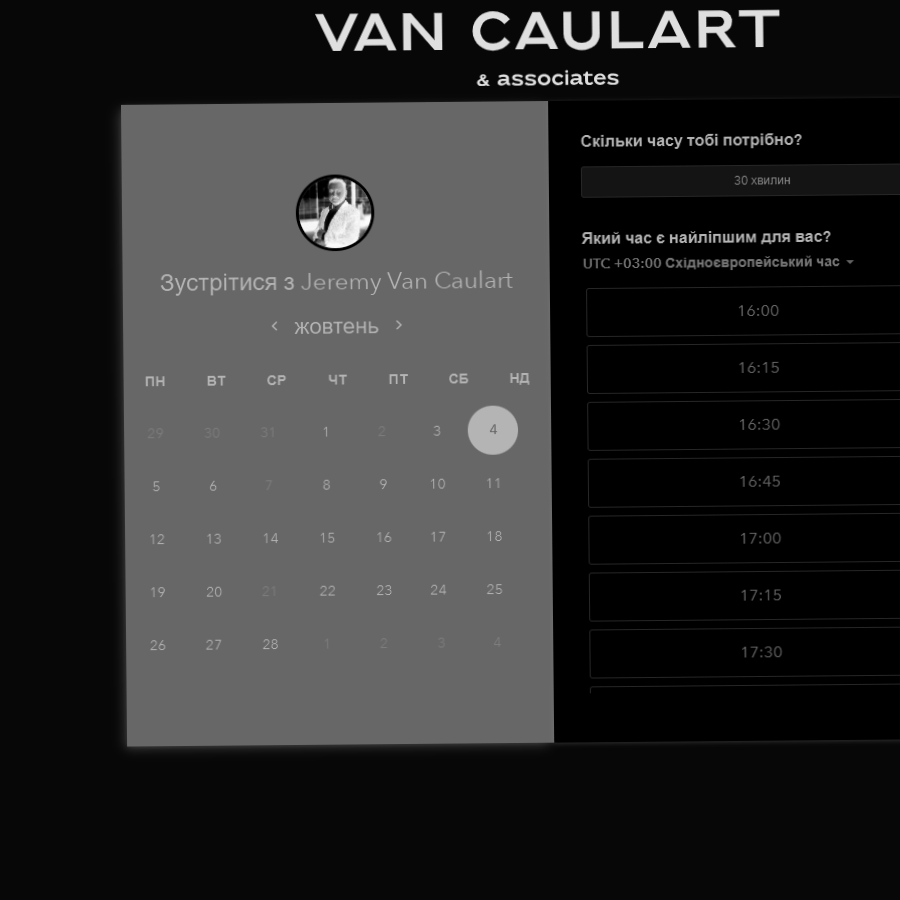 VAN CAULART
& associates
Зустрітися з Jeremy Van Caulart
жовтень
ПН ВТ СР ЧТ ПТ СБ НД
29 30 31 1 2 3 4
5 6 7 8 9 10 11
12 13 14 15 16 17 18
19 20 21 22 23 24 25
26 27 28 1 2 3 4
Скільки часу тобі потрібно?
30 хвилин
Який час є найліпшим для вас?
UTC +03:00 Східноєвропейський час
16:00
16:15
16:30
16:45
17:00
17:15
17:30